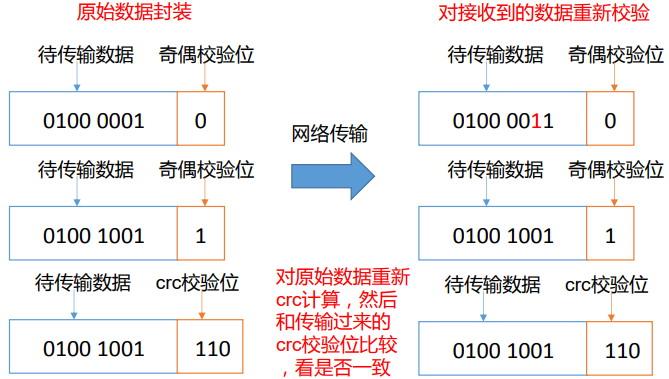 原始数据封装
对接收到的数据重新校验
待传输数据 奇偶校验位
0100 0001 0
待传输数据 奇偶校验位
0100 1001 1
待传输数据 crc校验位
0100 1001 110
网络传输
对原始数据重新
crc计算，然后
和传输过来的
crc校验位比较
，看是否一致
待传输数据 奇偶校验位
0100 0011 0
待传输数据 奇偶校验位
0100 1001 1
待传输数据 crc校验位
0100 1001 110